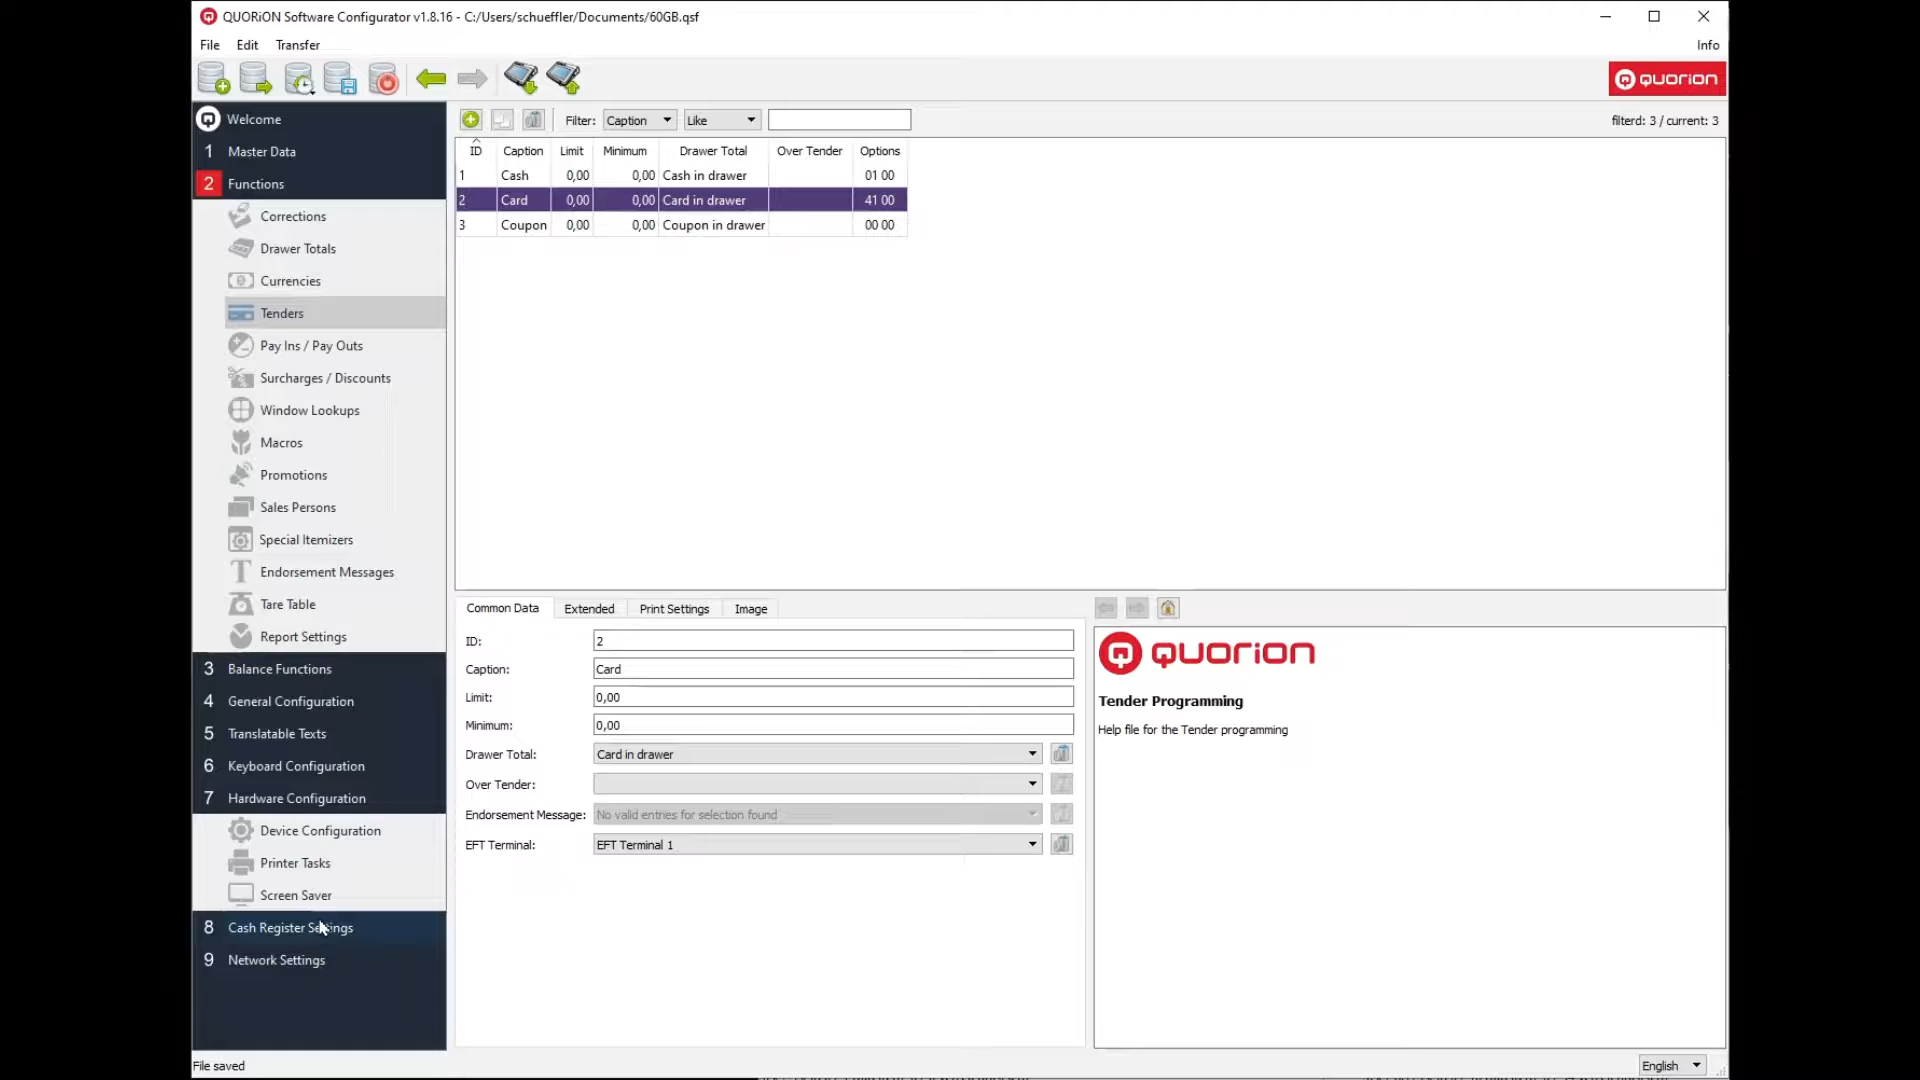 QUORiON Software Configurator v1.8.16 - C:/Users/schueffler/Documents/60GB.qsf
File Edit Transfer Info
QUORiON
Welcome
1 Master Data
2 Functions
Corrections
Drawer Totals
Currencies
Tenders
Pay Ins / Pay Outs
Surcharges / Discounts
Window Lookups
Macros
Promotions
Sales Persons
Special Itemizers
Endorsement Messages
Tare Table
Report Settings
3 Balance Functions
4 General Configuration
5 Translatable Texts
6 Keyboard Configuration
7 Hardware Configuration
Device Configuration
Printer Tasks
Screen Saver
8 Cash Register Settings
9 Network Settings
Filter: Caption Like filterd: 3 / current: 3
ID Caption Limit Minimum Drawer Total Over Tender Options
1 Cash 0,00 0,00 Cash in drawer 01 00
2 Card 0,00 0,00 Card in drawer 41 00
3 Coupon 0,00 0,00 Coupon in drawer 00 00
Common Data Extended Print Settings Image
ID: 2
Caption: Card
Limit: 0,00
Minimum: 0,00
Drawer Total: Card in drawer
Over Tender:
Endorsement Message: No valid entries for selection found
EFT Terminal: EFT Terminal 1
QUORiON
Tender Programming
Help file for the Tender programming
File saved
English